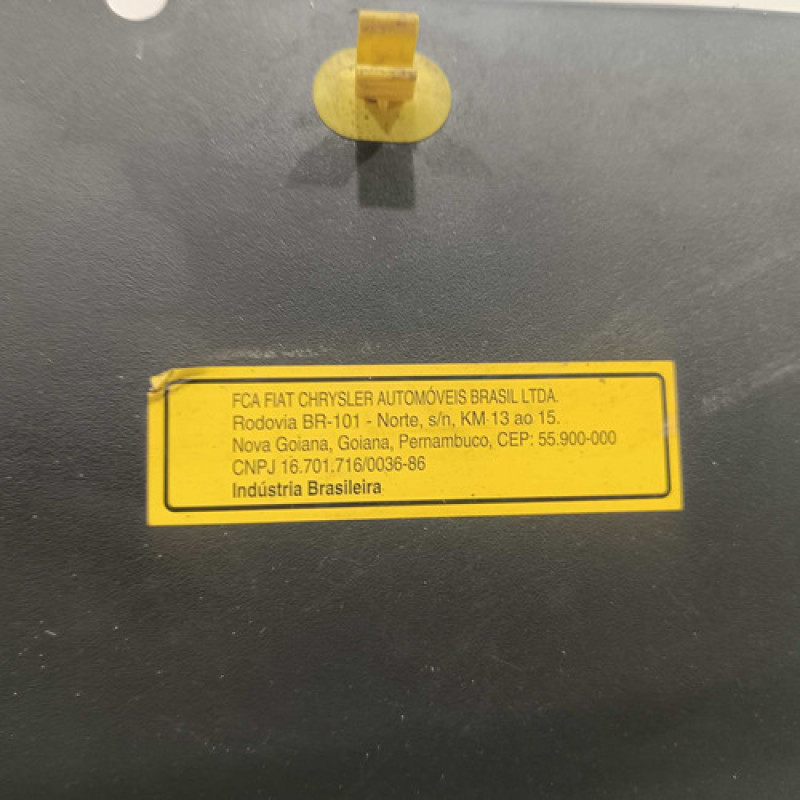 FCA FIAT CHRYSLER AUTOMÓVEIS BRASIL LTDA.
Rodovia BR-101 - Norte, s/n, KM 13 ao 15.
Nova Goiana, Goiana, Pernambuco, CEP: 55.900-000
CNPJ 16.701.716/0036-86
Indústria Brasileira